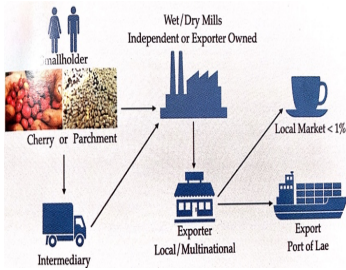 Smallholder
Wet/Dry Mills
Independent or Exporter Owned
Cherry or Parchment
Local Market < 1%
Intermediary
Exporter
Local/Multinational
Export
Port of Lae